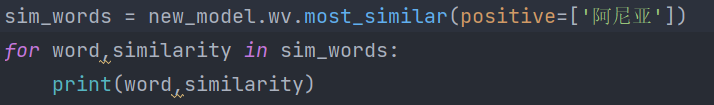 sim_words = new_model.wv.most_similar(positive=['阿尼亚'])
for word,similarity in sim_words:
    print(word,similarity)